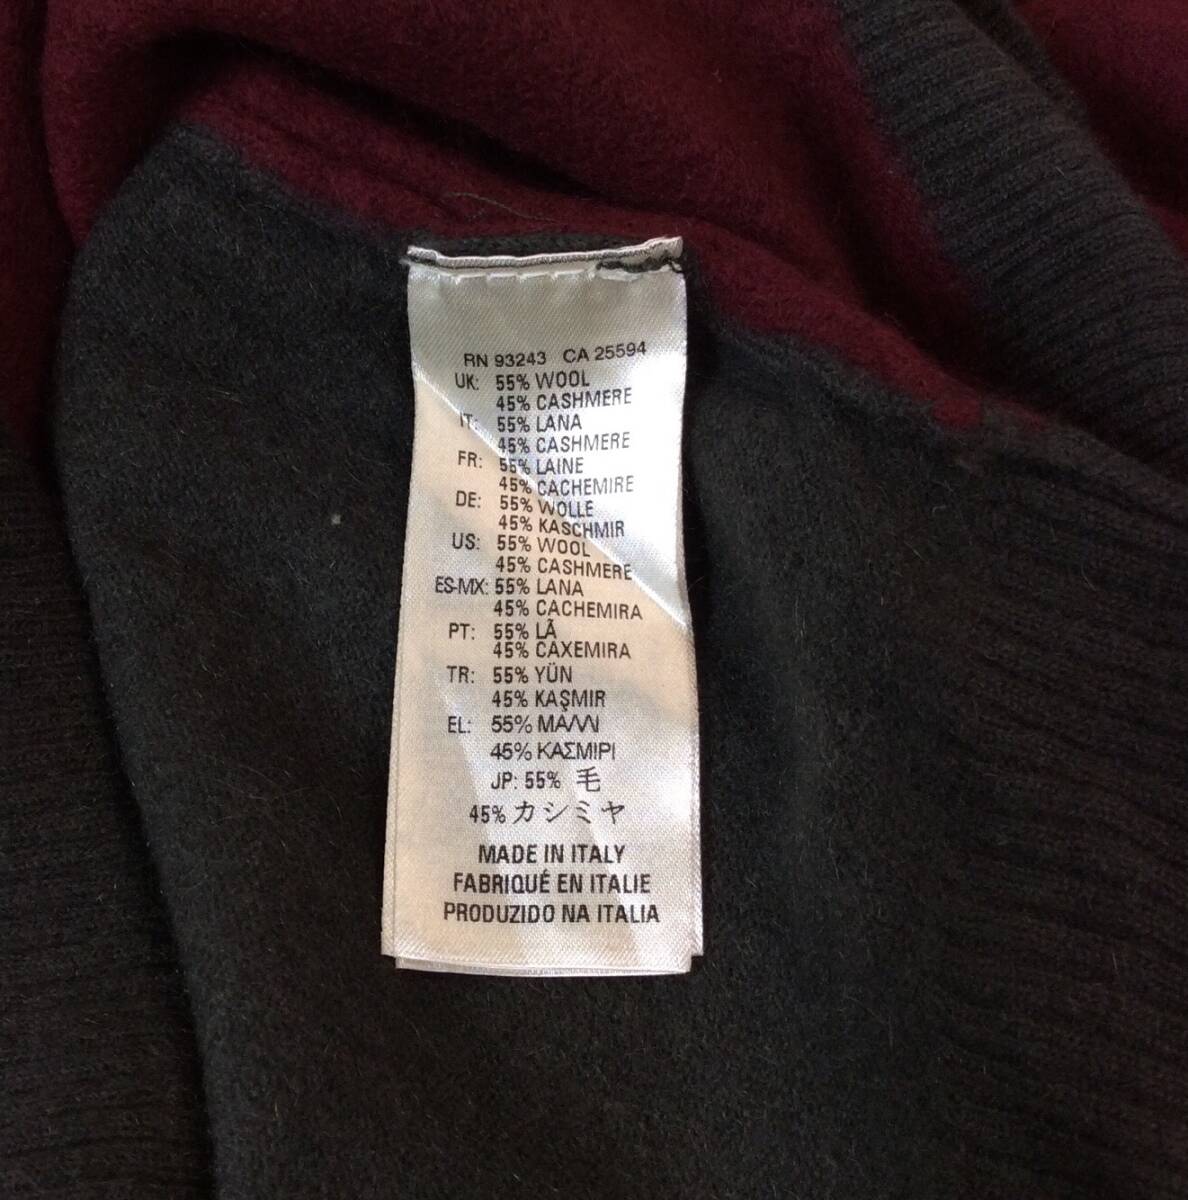 RN 93243 CA 25594
UK: 55% WOOL
45% CASHMERE
IT: 55% LANA
45% CASHMERE
FR: 55% LAINE
45% CACHEMIRE
DE: 55% WOLLE
45% KASCHMIR
US: 55% WOOL
45% CASHMERE
ES-MX: 55% LANA
45% CACHEMIRA
PT: 55% LÃ
45% CAXEMIRA
TR: 55% YÜN
45% KAŞMIR
EL: 55% ΜΑΛΛΙ
45% ΚΑΣΜΙΡΙ
JP: 55% 毛
45% カシミヤ
MADE IN ITALY
FABRIQUÉ EN ITALIE
PRODUZIDO NA ITALIA